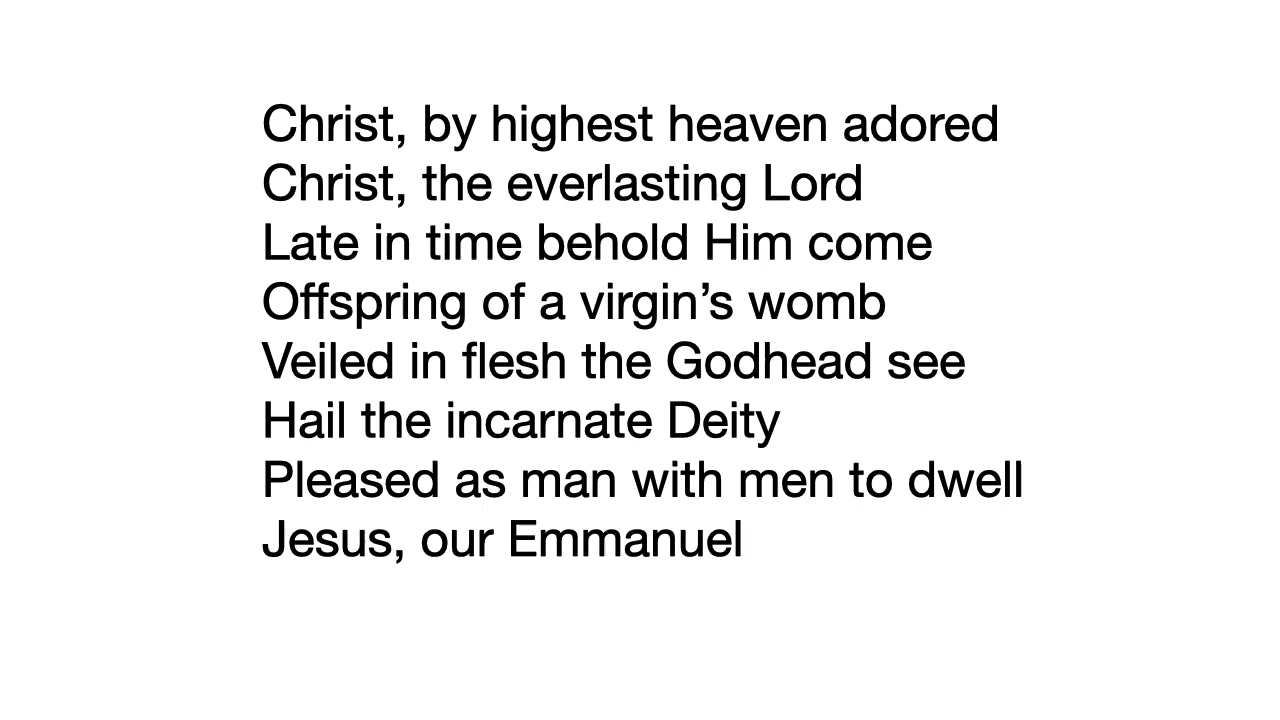 Christ, by highest heaven adored
Christ, the everlasting Lord
Late in time behold Him come
Offspring of a virgin’s womb
Veiled in flesh the Godhead see
Hail the incarnate Deity
Pleased as man with men to dwell
Jesus, our Emmanuel